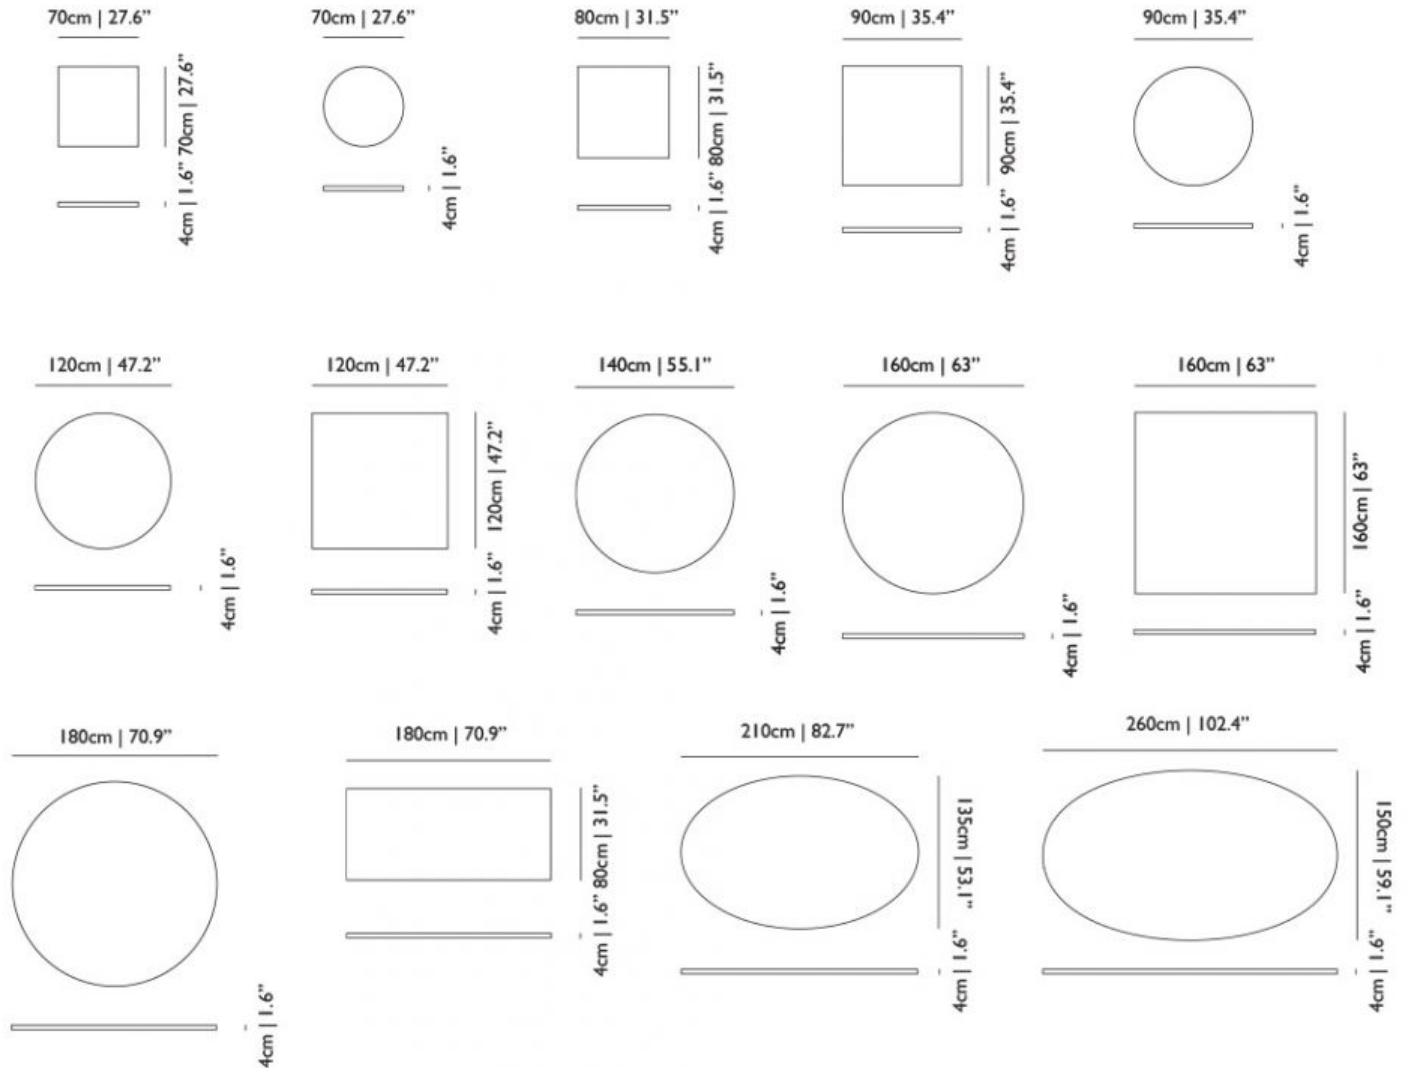 70cm | 27.6”
70cm | 27.6”
80cm | 31.5”
90cm | 35.4”
90cm | 35.4”
4cm | 1.6” 70cm | 27.6”
4cm | 1.6”
4cm | 1.6” 80cm | 31.5”
4cm | 1.6” 90cm | 35.4”
4cm | 1.6”
120cm | 47.2”
120cm | 47.2”
140cm | 55.1”
160cm | 63”
160cm | 63”
4cm | 1.6”
4cm | 1.6” 120cm | 47.2”
4cm | 1.6”
4cm | 1.6”
4cm | 1.6” 160cm | 63”
180cm | 70.9”
180cm | 70.9”
210cm | 82.7”
260cm | 102.4”
4cm | 1.6”
4cm | 1.6” 80cm | 31.5”
135cm | 53.1”
4cm | 1.6”
150cm | 59.1”
4cm | 1.6”